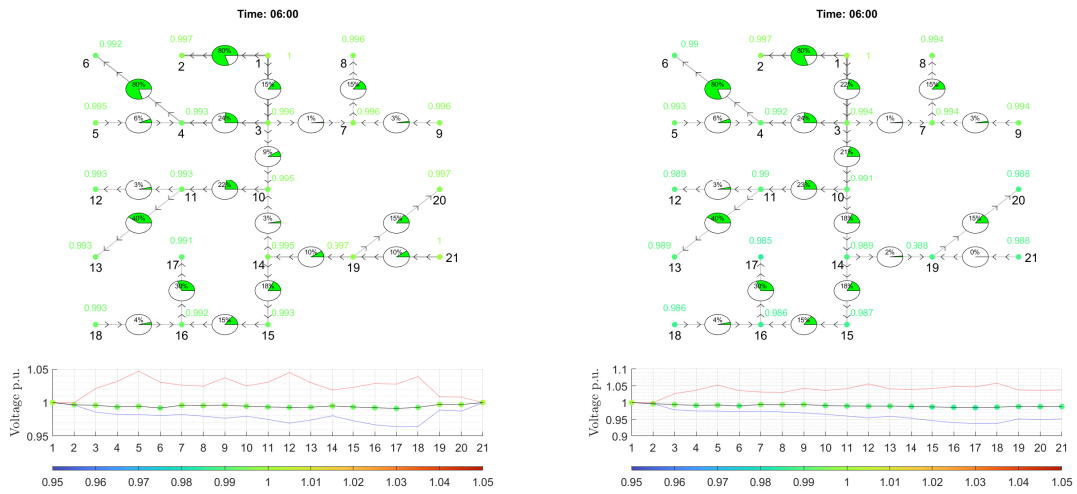 Time: 06:00
0.992 0.997 80% 1 0.996
6 2 1 8
80% 15% 15%
0.995 6% 0.993 24% 0.996 1% 0.996 3% 0.996
5 4 3 7 9
9%
0.993 3% 0.993 22% 0.995 0.997
12 11 10 20
40% 3% 15%
0.993 0.991 0.995 10% 0.997 10% 1
13 17 14 19 21
30% 18%
0.993 4% 0.992 15% 0.993
18 16 15
Voltage p.u.
1.05
1
0.95
1 2 3 4 5 6 7 8 9 10 11 12 13 14 15 16 17 18 19 20 21
0.95 0.96 0.97 0.98 0.99 1 1.01 1.02 1.03 1.04 1.05
Time: 06:00
0.99 0.997 80% 1 0.994
6 2 1 8
80% 22% 15%
0.993 6% 0.992 24% 0.994 1% 0.994 3% 0.994
5 4 3 7 9
21%
0.989 3% 0.99 23% 0.991 0.988
12 11 10 20
40% 18% 15%
0.989 0.985 0.989 2% 0.988 0% 0.988
13 17 14 19 21
30% 18%
0.986 4% 0.986 15% 0.987
18 16 15
Voltage p.u.
1.1
1.05
1
0.95
0.9
1 2 3 4 5 6 7 8 9 10 11 12 13 14 15 16 17 18 19 20 21
0.95 0.96 0.97 0.98 0.99 1 1.01 1.02 1.03 1.04 1.05